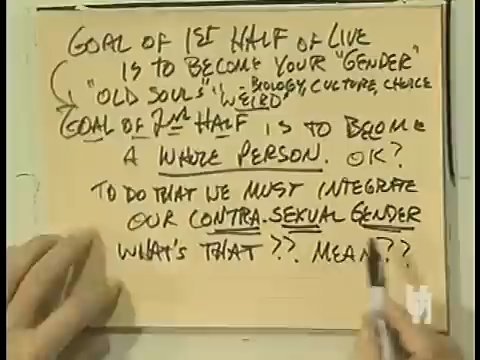 GOAL OF 1ST HALF OF LIVE
IS TO BECOME YOUR "GENDER"
"OLD SOULS", "WEIRD" - BIOLOGY, CULTURE, CHOICE
GOAL OF 2nd HALF IS TO BECOME
A WHOLE PERSON. OK?
TO DO THAT WE MUST INTEGRATE
OUR CONTRA-SEXUAL GENDER
WHAT'S THAT ??. MEAN??